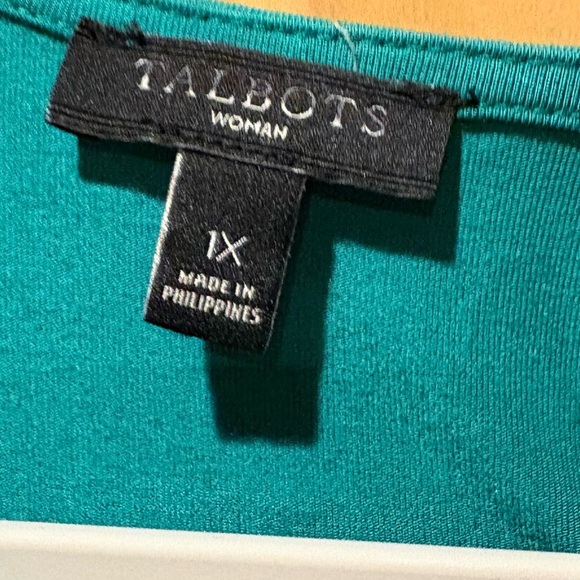 TALBOTS
WOMAN
1X
MADE IN
PHILIPPINES